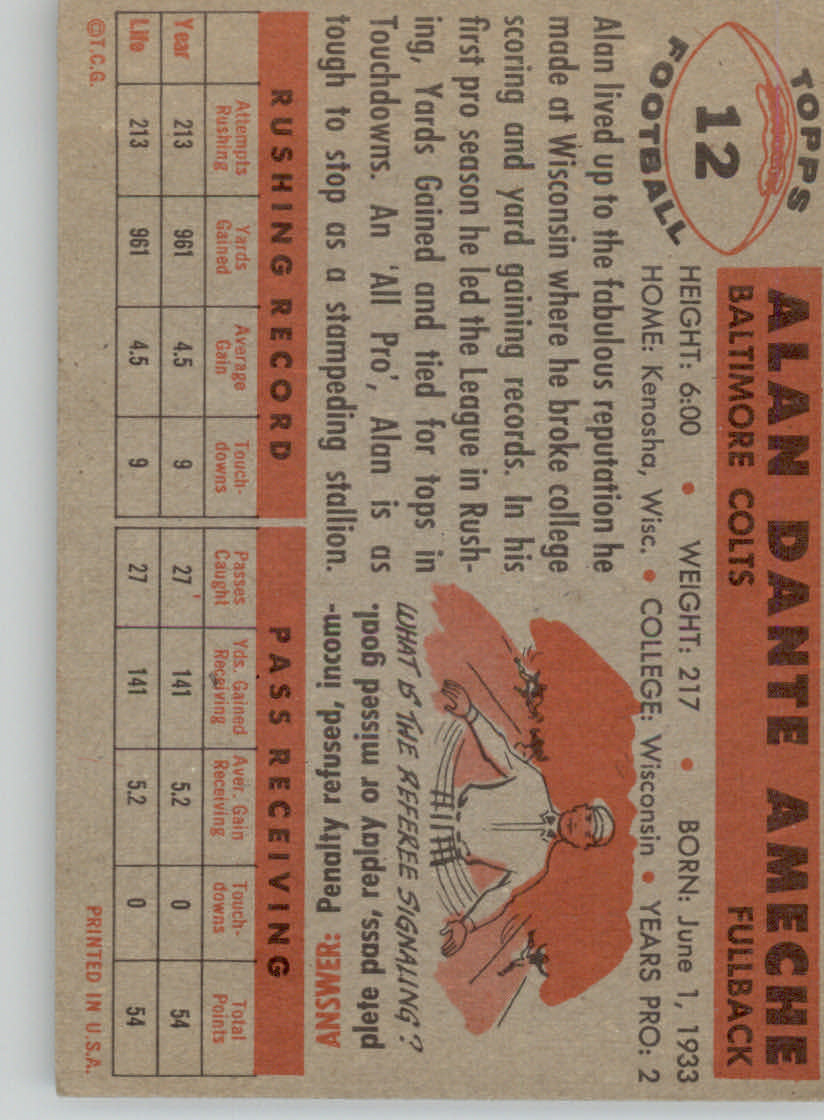 TOPPS
12
FOOTBALL
ALAN DANTE AMECHE
BALTIMORE COLTS FULLBACK
HEIGHT: 6:00 • WEIGHT: 217 • BORN: June 1, 1933
HOME: Kenosha, Wisc. • COLLEGE: Wisconsin • YEARS PRO: 2
Alan lived up to the fabulous reputation he
made at Wisconsin where he broke college
scoring and yard gaining records. In his
first pro season he led the League in Rush-
ing, Yards Gained and tied for tops in
Touchdowns. An 'All Pro', Alan is as
tough to stop as a stampeding stallion.
WHAT IS THE REFEREE SIGNALING?
ANSWER: Penalty refused, incom-
plete pass, replay or missed goal.
RUSHING RECORD PASS RECEIVING
Attempts Rushing Yards Gained Average Gain Touch-downs Passes Caught Yds. Gained Receiving Aver. Gain Receiving Touch-downs Total Points
Year 213 961 4.5 9 27 141 5.2 0 54
Life 213 961 4.5 9 27 141 5.2 0 54
©T.C.G. PRINTED IN U.S.A.